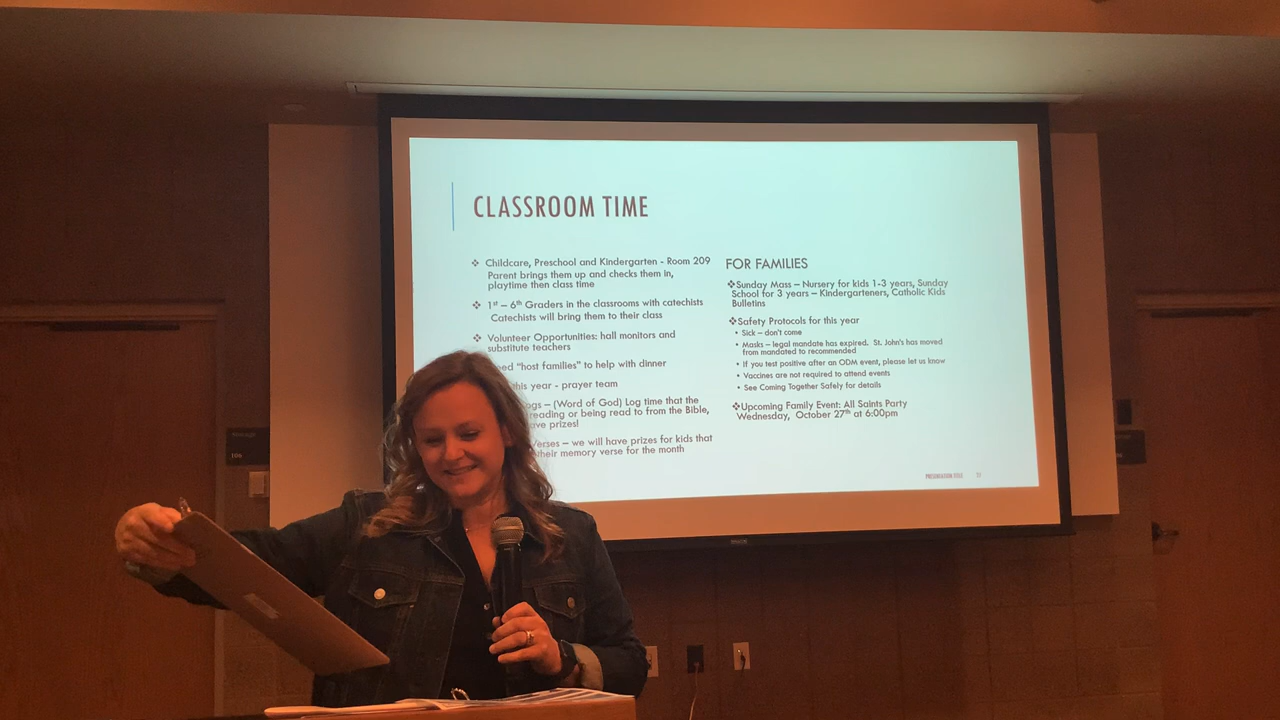 CLASSROOM TIME
Childcare, Preschool and Kindergarten - Room 209
Parent brings them up and checks them in,
playtime then class time
1st – 6th Graders in the classrooms with catechists
Catechists will bring them to their class
Volunteer Opportunities: hall monitors and
substitute teachers
"host families" to help with dinner
this year - prayer team
– (Word of God) Log time that the
reading or being read to from the Bible,
prizes!
Verses – we will have prizes for kids that
their memory verse for the month
FOR FAMILIES
Sunday Mass – Nursery for kids 1-3 years, Sunday
School for 3 years – Kindergarteners, Catholic Kids
Bulletins
Safety Protocols for this year
Sick – don't come
Masks – legal mandate has expired. St. John's has moved
from mandated to recommended
If you test positive after an ODM event, please let us know
Vaccines are not required to attend events
See Coming Together Safely for details
Upcoming Family Event: All Saints Party
Wednesday, October 27th at 6:00pm
PRESENTATION TITLE